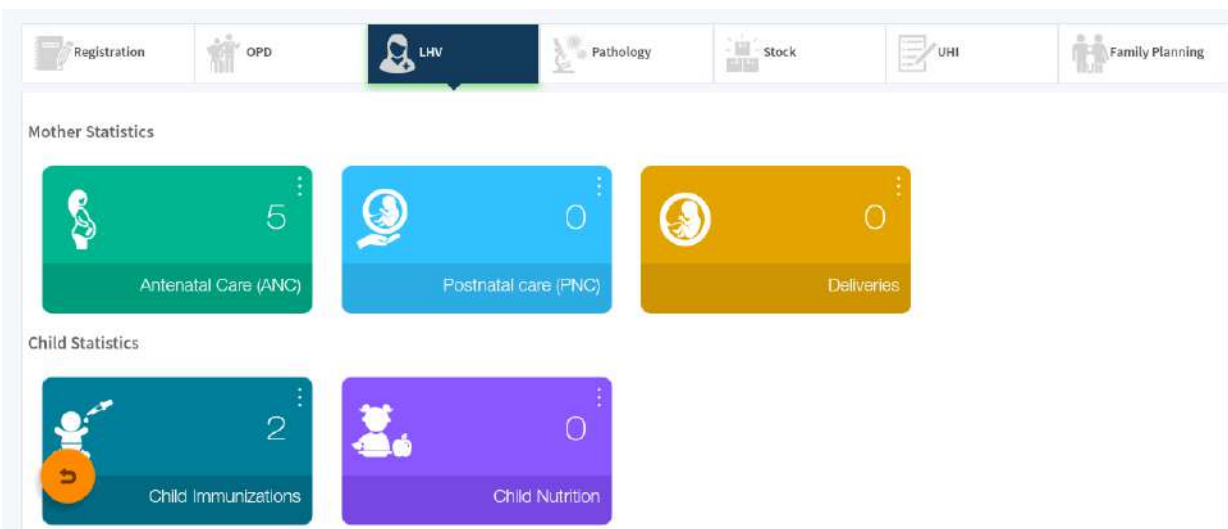 Registration OPD LHV Pathology Stock UHI Family Planning
Mother Statistics
5 0 0
Antenatal Care (ANC) Postnatal care (PNC) Deliveries
Child Statistics
2 0
Child Immunizations Child Nutrition